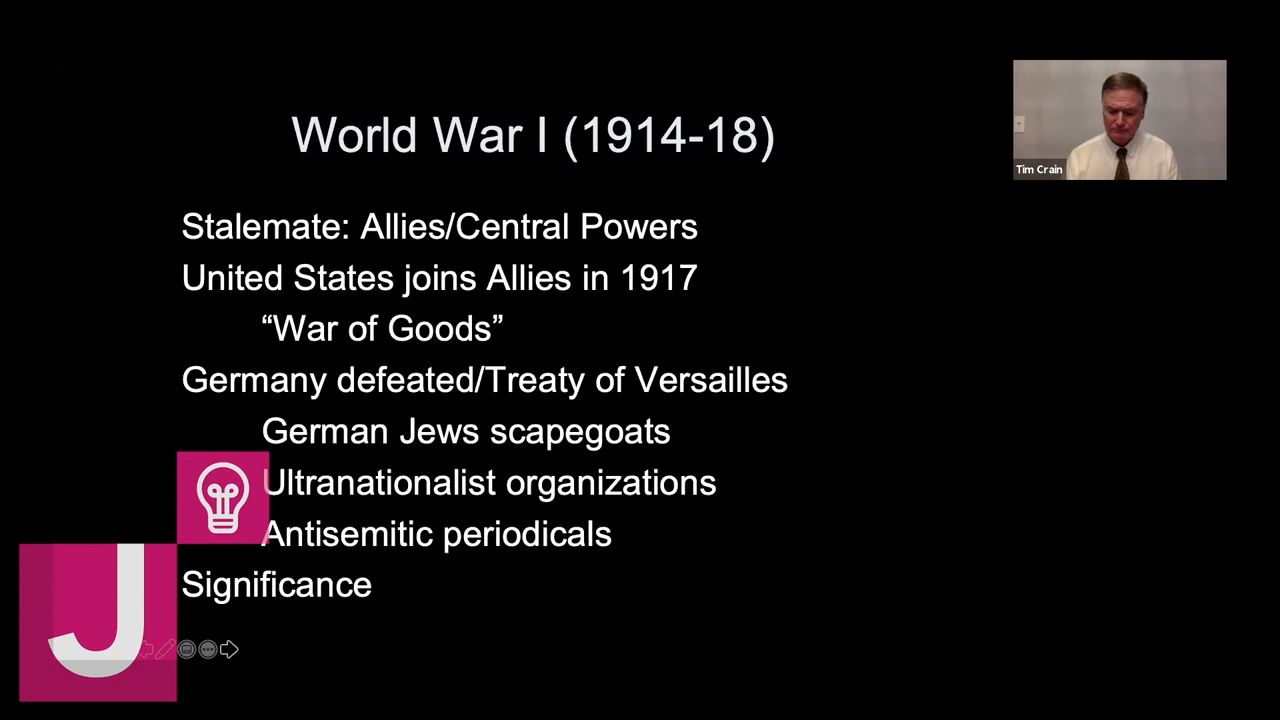 World War I (1914-18)
Tim Crain
Stalemate: Allies/Central Powers
United States joins Allies in 1917
“War of Goods”
Germany defeated/Treaty of Versailles
German Jews scapegoats
Ultranationalist organizations
Antisemitic periodicals
Significance
J